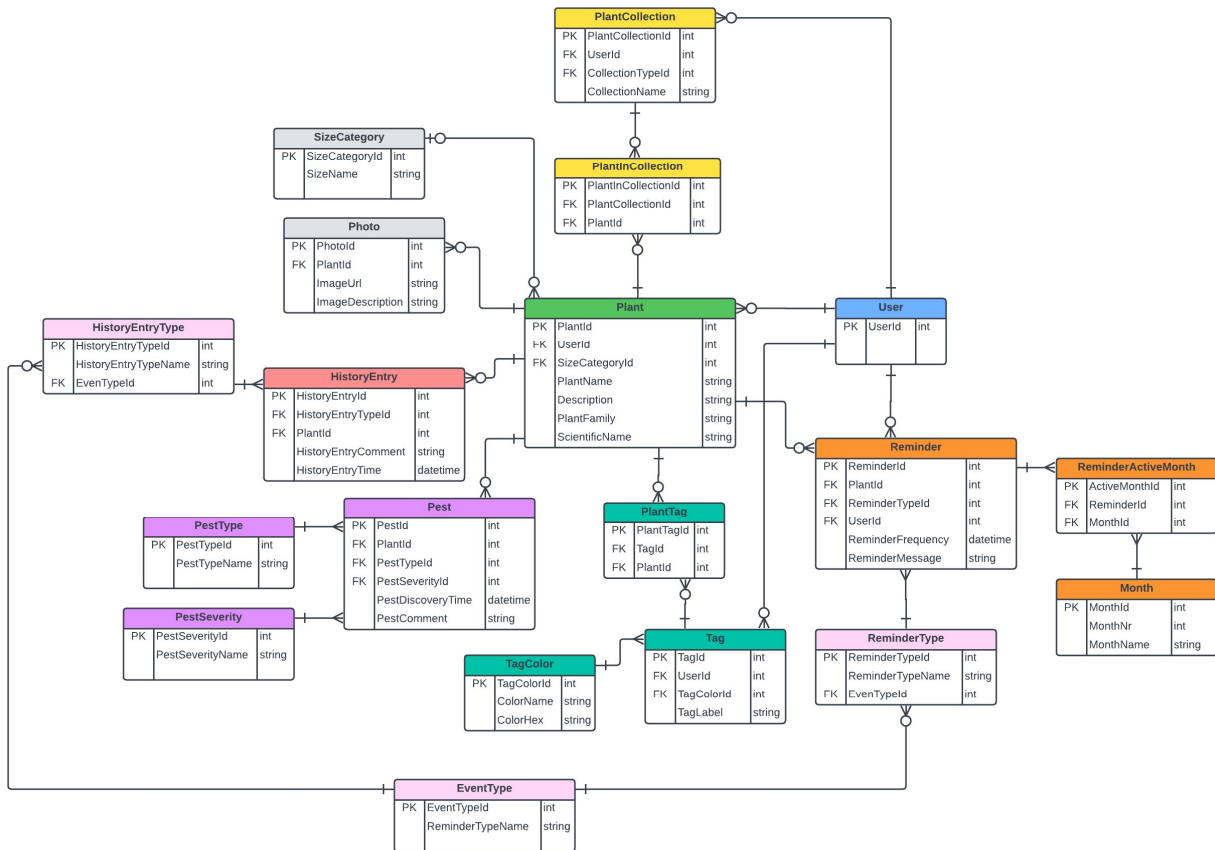 PlantCollection
PK PlantCollectionId int
FK UserId int
FK CollectionTypeId int
CollectionName string
SizeCategory
PK SizeCategoryId int
SizeName string
PlantInCollection
PK PlantInCollectionId int
FK PlantCollectionId int
FK PlantId int
Photo
PK PhotoId int
FK PlantId int
ImageUrl string
ImageDescription string
Plant
PK PlantId int
FK UserId int
FK SizeCategoryId int
PlantName string
Description string
PlantFamily string
ScientificName string
User
PK UserId int
HistoryEntryType
PK HistoryEntryTypeId int
HistoryEntryTypeName string
FK EvenTypeId int
HistoryEntry
PK HistoryEntryId int
FK HistoryEntryTypeId int
FK PlantId int
HistoryEntryComment string
HistoryEntryTime datetime
Reminder
PK ReminderId int
FK PlantId int
FK ReminderTypeId int
FK UserId int
ReminderFrequency datetime
ReminderMessage string
ReminderActiveMonth
PK ActiveMonthId int
FK ReminderId int
FK MonthId int
Pest
PK PestId int
FK PlantId int
FK PestTypeId int
FK PestSeverityId int
PestDiscoveryTime datetime
PestComment string
PlantTag
PK PlantTagId int
FK TagId int
FK PlantId int
PestType
PK PestTypeId int
PestTypeName string
Month
PK MonthId int
MonthNr int
MonthName string
PestSeverity
PK PestSeverityId int
PestSeverityName string
Tag
PK TagId int
FK UserId int
FK TagColorId int
TagLabel string
ReminderType
PK ReminderTypeId int
ReminderTypeName string
FK EvenTypeId int
TagColor
PK TagColorId int
ColorName string
ColorHex string
EventType
PK EventTypeId int
ReminderTypeName string